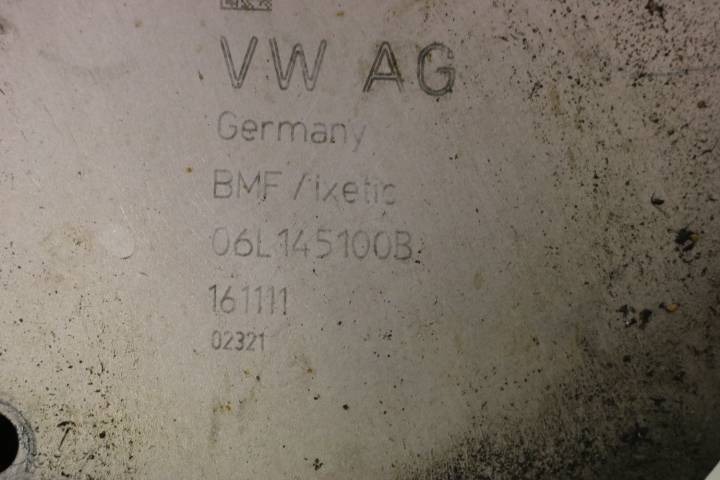 VW AG
Germany
BMF / ixetic
06L145100B
161111
02321